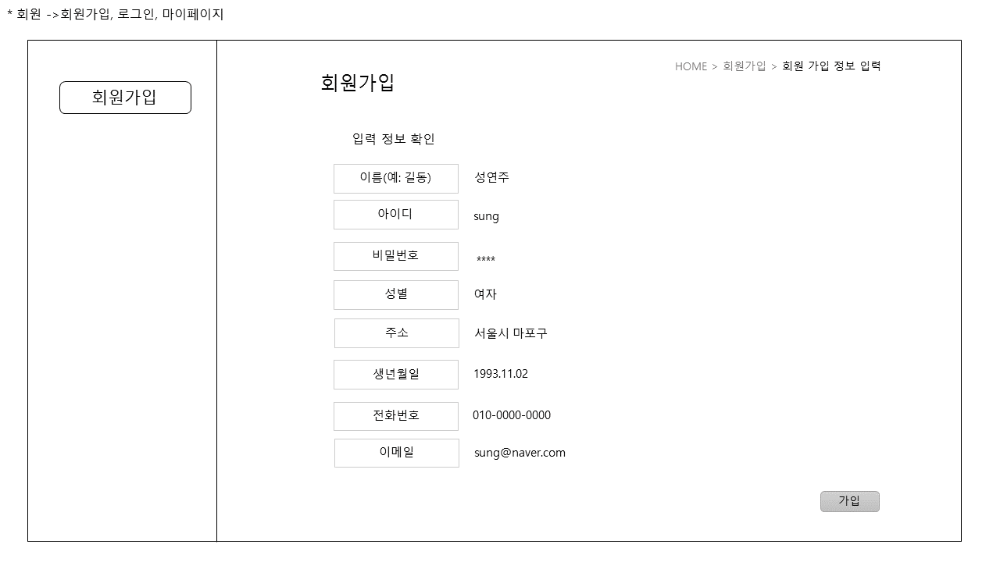 * 회원 ->회원가입, 로그인, 마이페이지
HOME > 회원가입 > 회원 가입 정보 입력
회원가입
회원가입
입력 정보 확인
이름(예: 길동) 성연주
아이디 sung
비밀번호 ****
성별 여자
주소 서울시 마포구
생년월일 1993.11.02
전화번호 010-0000-0000
이메일 sung@naver.com
가입